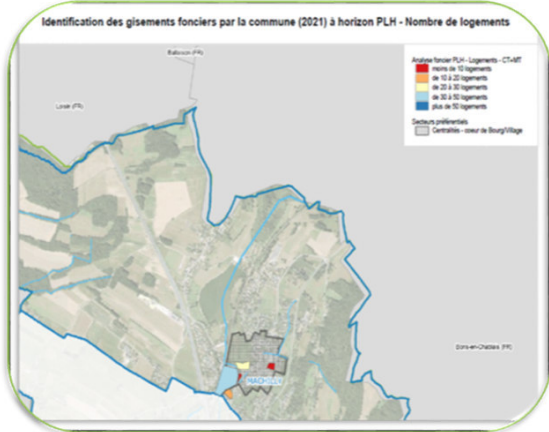 Identification des gisements fonciers par la commune (2021) à horizon PLH - Nombre de logements
Ballaison (FR)
Analyse foncier PLH - Logements - CT+MT
moins de 10 logements
de 10 à 20 logements
de 20 à 30 logements
de 30 à 50 logements
plus de 50 logements
Secteurs préférentiels
Centralités - coeur de Bourg/Village
Loisin (FR)
Bons-en-Chablais (FR)
MACHILLY